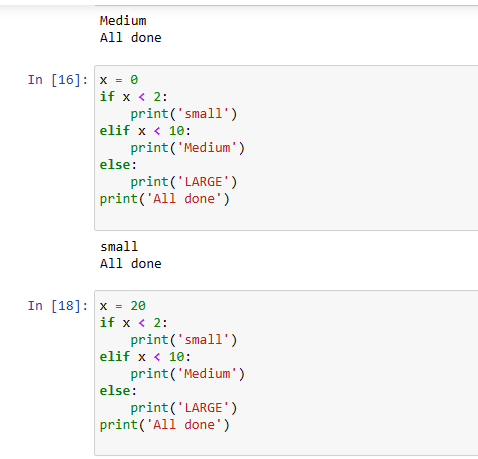 Medium
All done
In [16]: x = 0
if x < 2:
    print('small')
elif x < 10:
    print('Medium')
else:
    print('LARGE')
print('All done')
small
All done
In [18]: x = 20
if x < 2:
    print('small')
elif x < 10:
    print('Medium')
else:
    print('LARGE')
print('All done')